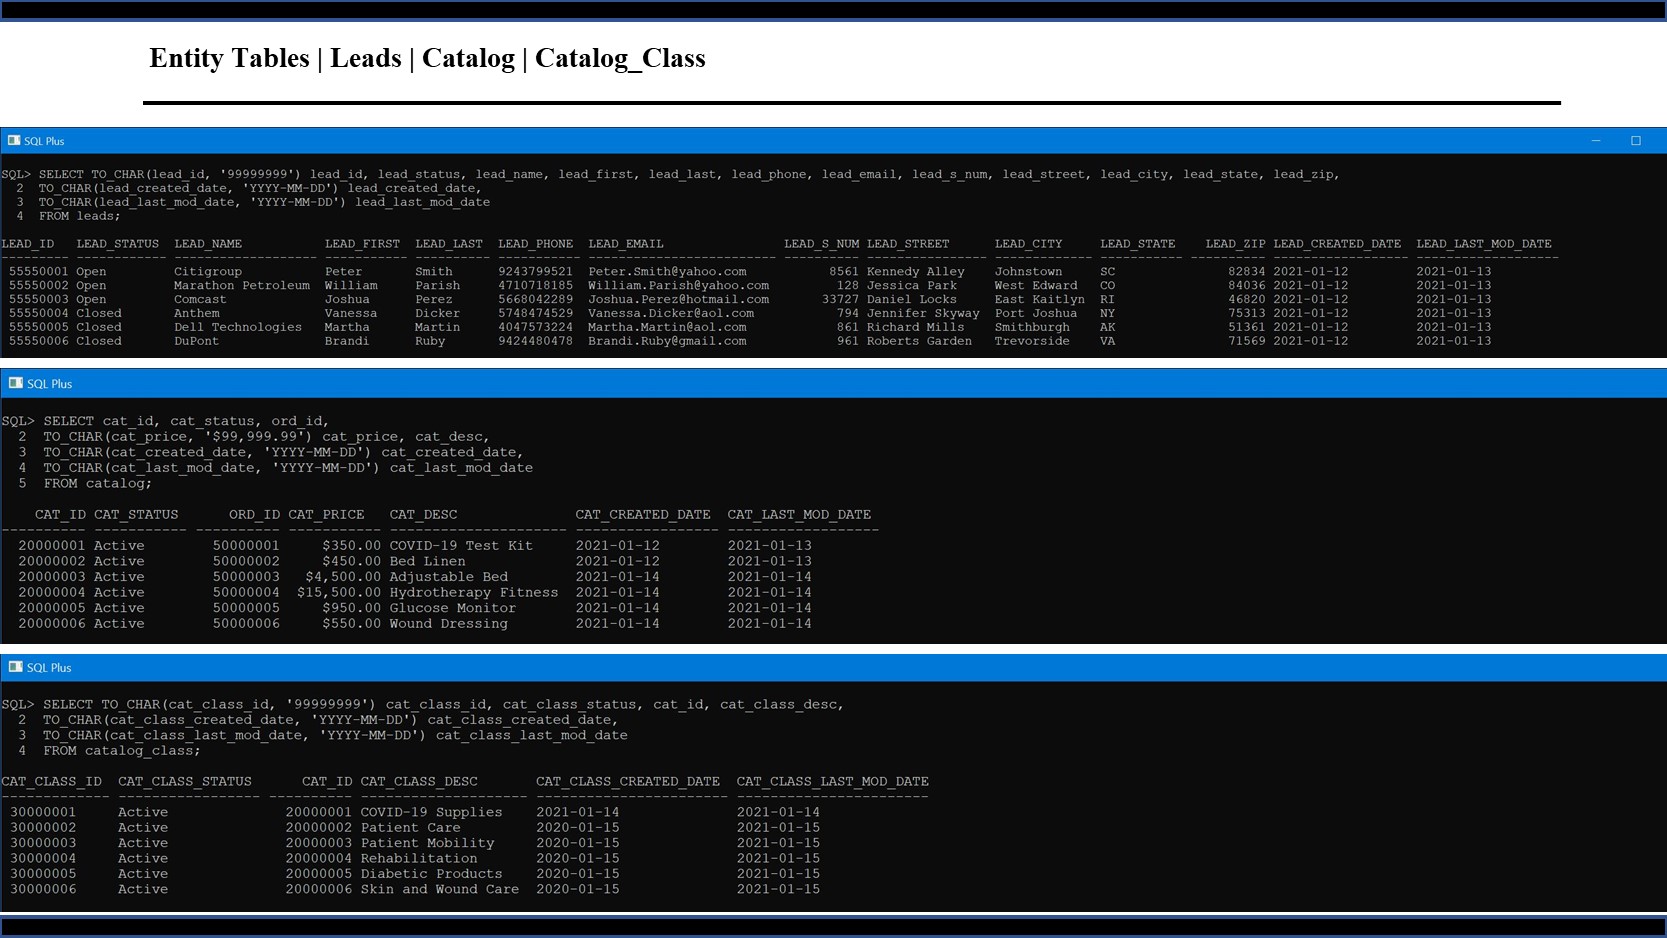 Entity Tables | Leads | Catalog | Catalog_Class
SQL Plus
SQL> SELECT TO_CHAR(lead_id, '99999999') lead_id, lead_status, lead_name, lead_first, lead_last, lead_phone, lead_email, lead_s_num, lead_street, lead_city, lead_state, lead_zip,
2 TO_CHAR(lead_created_date, 'YYYY-MM-DD') lead_created_date,
3 TO_CHAR(lead_last_mod_date, 'YYYY-MM-DD') lead_last_mod_date
4 FROM leads;
LEAD_ID LEAD_STATUS LEAD_NAME LEAD_FIRST LEAD_LAST LEAD_PHONE LEAD_EMAIL LEAD_S_NUM LEAD_STREET LEAD_CITY LEAD_STATE LEAD_ZIP LEAD_CREATED_DATE LEAD_LAST_MOD_DATE
55550001 Open Citigroup Peter Smith 9243799521 Peter.Smith@yahoo.com 8561 Kennedy Alley Johnstown SC 82834 2021-01-12 2021-01-13
55550002 Open Marathon Petroleum William Parish 4710718185 William.Parish@yahoo.com 128 Jessica Park West Edward CO 84036 2021-01-12 2021-01-13
55550003 Open Comcast Joshua Perez 5668042289 Joshua.Perez@hotmail.com 33727 Daniel Locks East Kaitlyn RI 46820 2021-01-12 2021-01-13
55550004 Closed Anthem Vanessa Dicker 5748474529 Vanessa.Dicker@aol.com 794 Jennifer Skyway Port Joshua NY 75313 2021-01-12 2021-01-13
55550005 Closed Dell Technologies Martha Martin 4047573224 Martha.Martin@aol.com 861 Richard Mills Smithburgh AK 51361 2021-01-12 2021-01-13
55550006 Closed DuPont Brandi Ruby 9424480478 Brandi.Ruby@gmail.com 961 Roberts Garden Trevorside VA 71569 2021-01-12 2021-01-13
SQL Plus
SQL> SELECT cat_id, cat_status, ord_id,
2 TO_CHAR(cat_price, '$99,999.99') cat_price, cat_desc,
3 TO_CHAR(cat_created_date, 'YYYY-MM-DD') cat_created_date,
4 TO_CHAR(cat_last_mod_date, 'YYYY-MM-DD') cat_last_mod_date
5 FROM catalog;
CAT_ID CAT_STATUS ORD_ID CAT_PRICE CAT_DESC CAT_CREATED_DATE CAT_LAST_MOD_DATE
20000001 Active 50000001 $350.00 COVID-19 Test Kit 2021-01-12 2021-01-13
20000002 Active 50000002 $450.00 Bed Linen 2021-01-12 2021-01-13
20000003 Active 50000003 $4,500.00 Adjustable Bed 2021-01-14 2021-01-14
20000004 Active 50000004 $15,500.00 Hydrotherapy Fitness 2021-01-14 2021-01-14
20000005 Active 50000005 $950.00 Glucose Monitor 2021-01-14 2021-01-14
20000006 Active 50000006 $550.00 Wound Dressing 2021-01-14 2021-01-14
SQL Plus
SQL> SELECT TO_CHAR(cat_class_id, '99999999') cat_class_id, cat_class_status, cat_id, cat_class_desc,
2 TO_CHAR(cat_class_created_date, 'YYYY-MM-DD') cat_class_created_date,
3 TO_CHAR(cat_class_last_mod_date, 'YYYY-MM-DD') cat_class_last_mod_date
4 FROM catalog_class;
CAT_CLASS_ID CAT_CLASS_STATUS CAT_ID CAT_CLASS_DESC CAT_CLASS_CREATED_DATE CAT_CLASS_LAST_MOD_DATE
30000001 Active 20000001 COVID-19 Supplies 2021-01-14 2021-01-14
30000002 Active 20000002 Patient Care 2020-01-15 2021-01-15
30000003 Active 20000003 Patient Mobility 2020-01-15 2021-01-15
30000004 Active 20000004 Rehabilitation 2020-01-15 2021-01-15
30000005 Active 20000005 Diabetic Products 2020-01-15 2021-01-15
30000006 Active 20000006 Skin and Wound Care 2020-01-15 2021-01-15